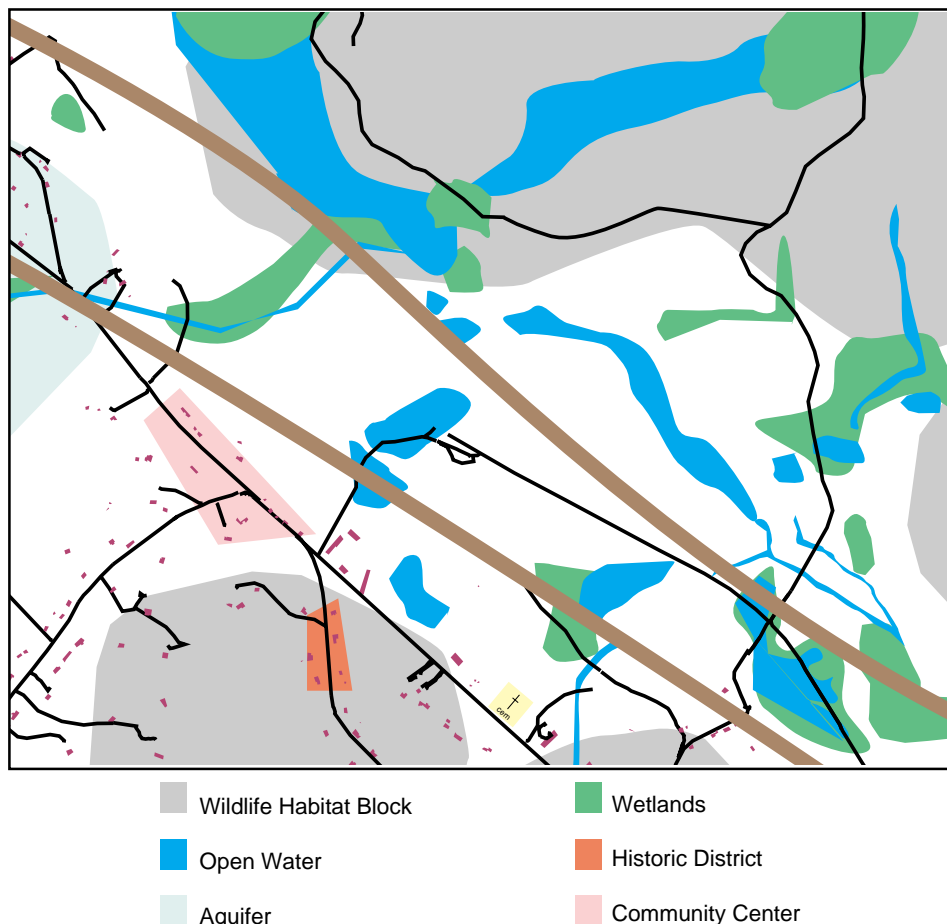 cem
Wildlife Habitat Block
Wetlands
Open Water
Historic District
Aquifer
Community Center